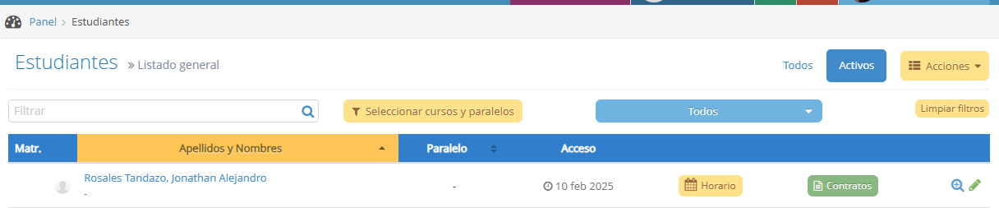 Panel > Estudiantes
Estudiantes » Listado general
Todos
Activos
Acciones
Filtrar
Seleccionar cursos y paralelos
Todos
Limpiar filtros
Matr. Apellidos y Nombres Paralelo Acceso
Rosales Tandazo, Jonathan Alejandro - 10 feb 2025 Horario Contratos
-